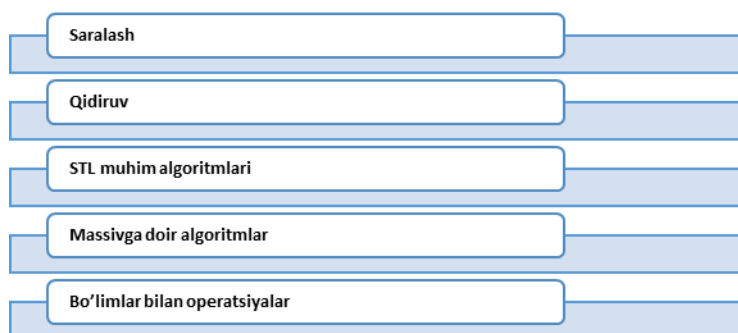 Saralash
Qidiruv
STL muhim algoritmlari
Massivga doir algoritmlar
Bo’limlar bilan operatsiyalar